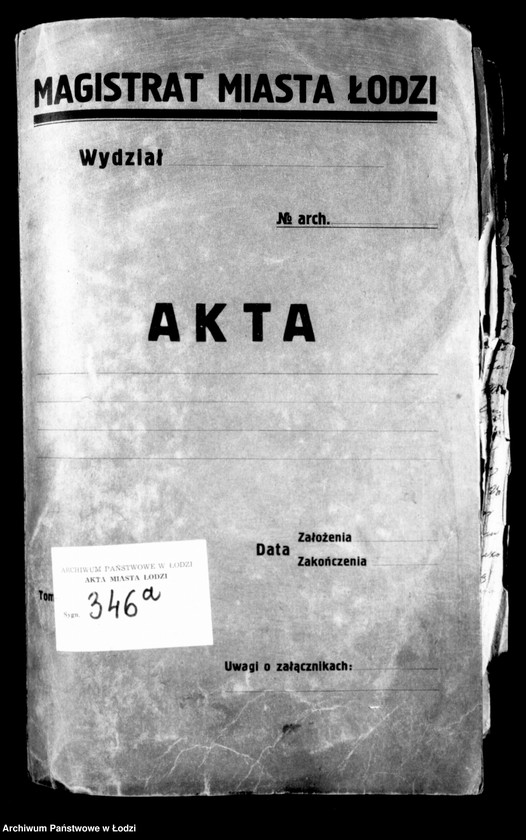 MAGISTRAT MIASTA ŁODZI
Wydział
№ arch.
AKTA
Data
Założenia
Zakończenia
ARCHIWUM PAŃSTWOWE W ŁODZI
AKTA MIASTA ŁODZI
Tom
Sygn. 346a
Uwagi o załącznikach:
Archiwum Państwowe w Łodzi